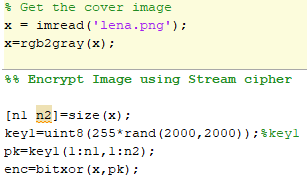 % Get the cover image
x = imread('lena.png');
x=rgb2gray(x);
%% Encrypt Image using Stream cipher
[n1 n2]=size(x);
key1=uint8(255*rand(2000,2000));%key1
pk=key1(1:n1,1:n2);
enc=bitxor(x,pk);